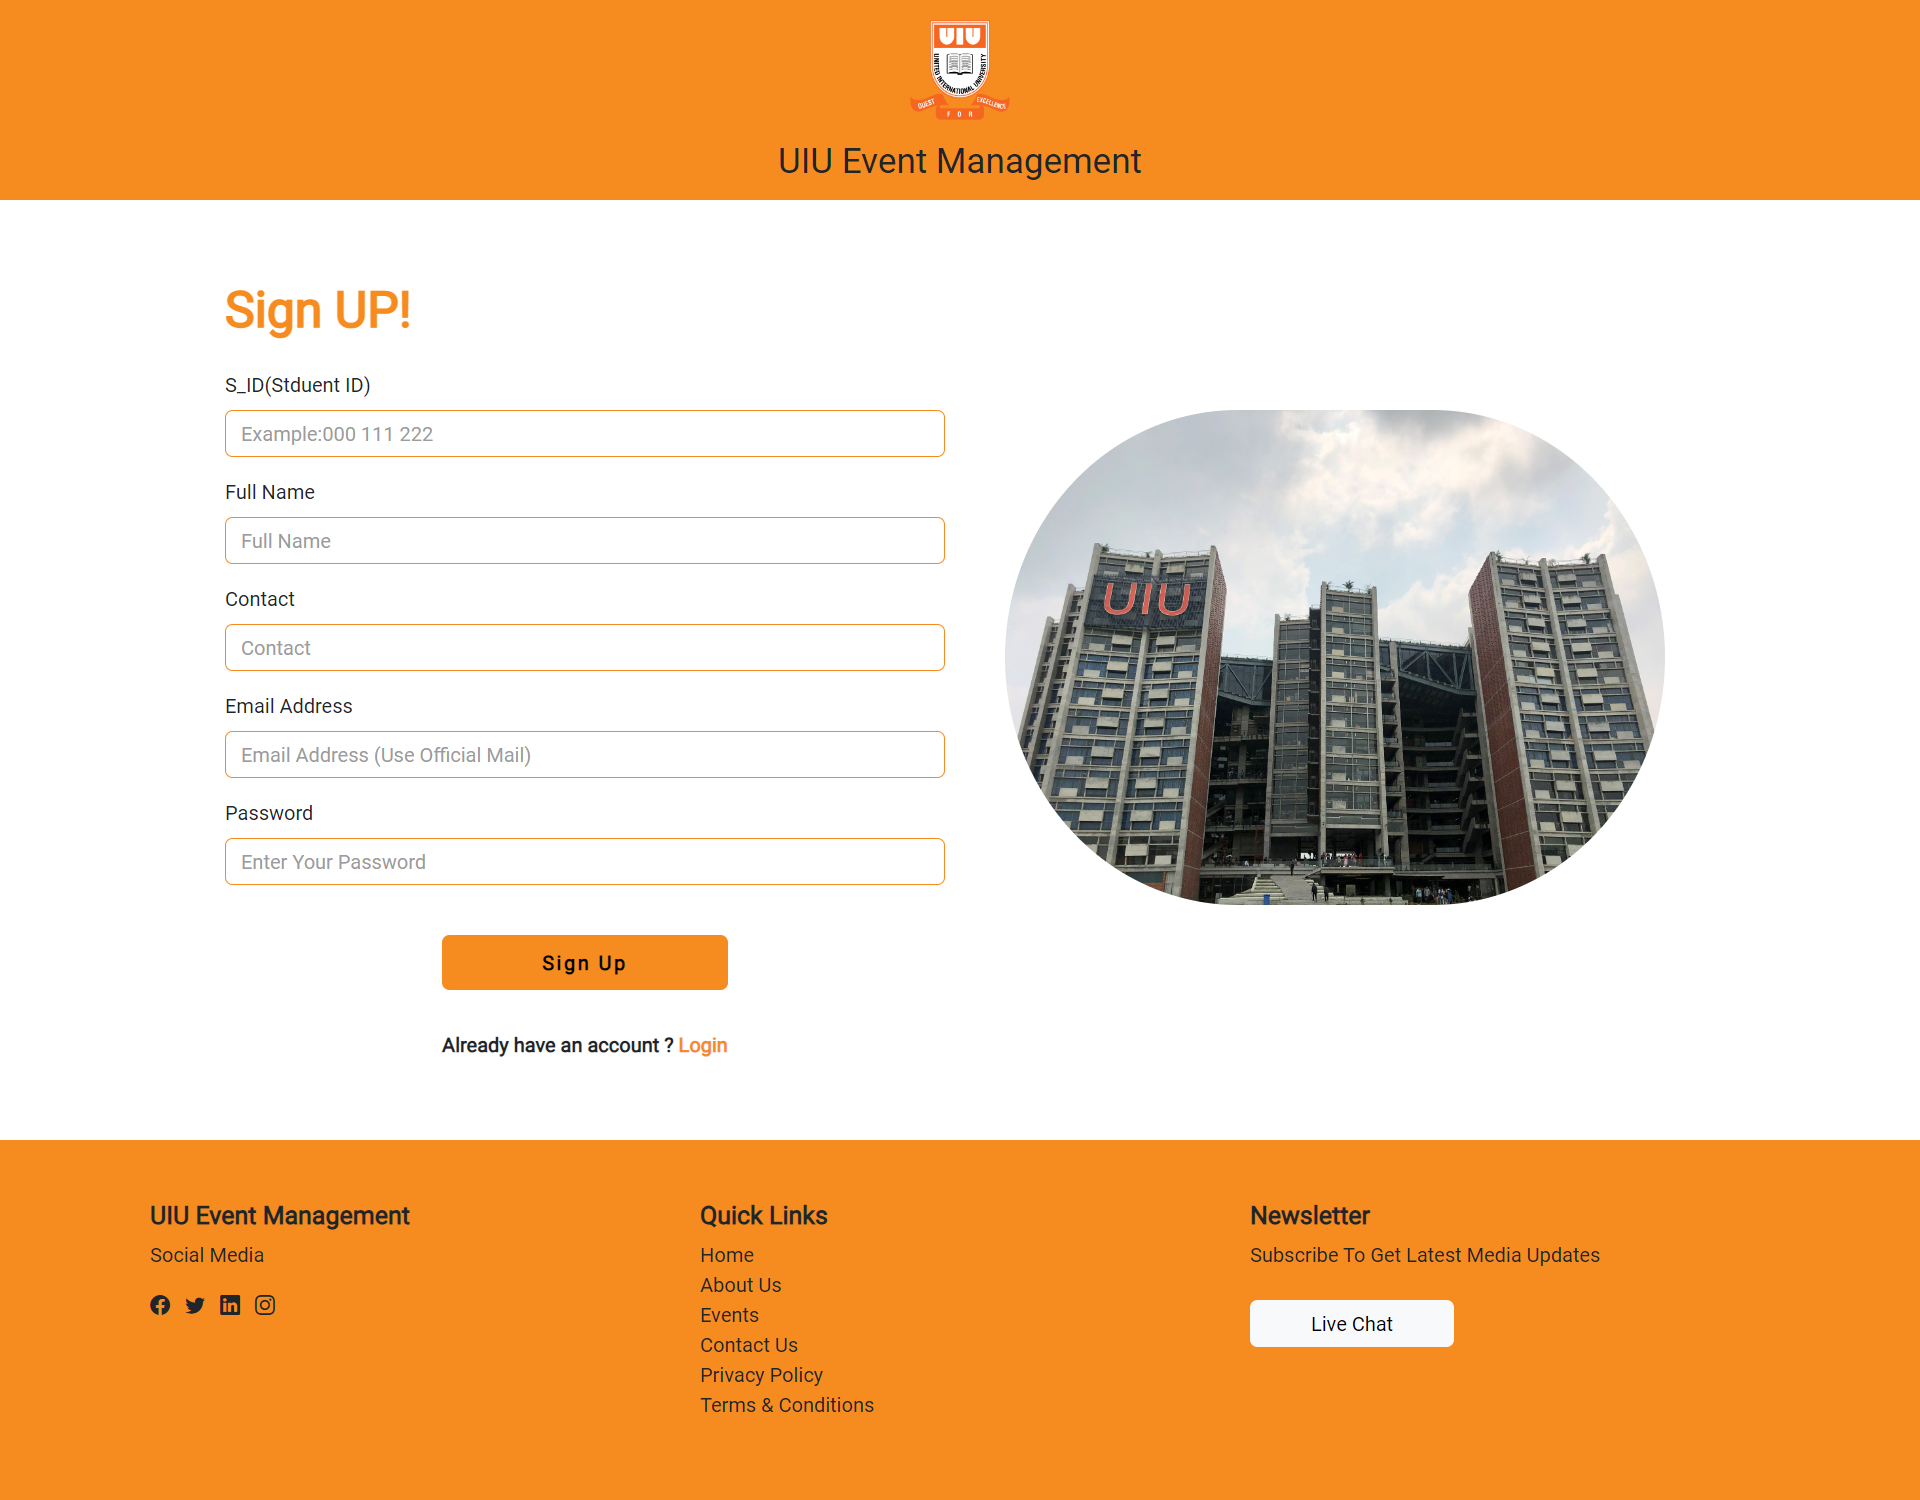 UIU
UNITED INTERNATIONAL UNIVERSITY
QUEST FOR EXCELLENCE
UIU Event Management
Sign UP!
S_ID(Stduent ID)
Example:000 111 222
Full Name
Full Name
Contact
Contact
Email Address
Email Address (Use Official Mail)
Password
Enter Your Password
UIU
Sign Up
Already have an account ? Login
UIU Event Management
Social Media
Quick Links
Home
About Us
Events
Contact Us
Privacy Policy
Terms & Conditions
Newsletter
Subscribe To Get Latest Media Updates
Live Chat